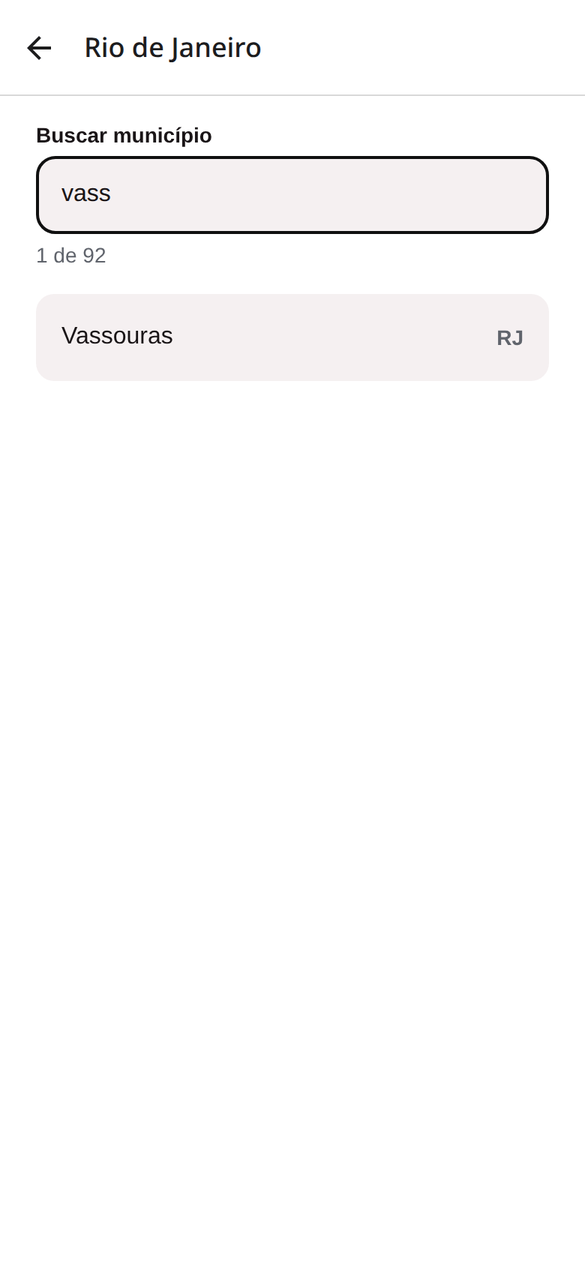 Rio de Janeiro
Buscar município
vass
1 de 92
Vassouras RJ